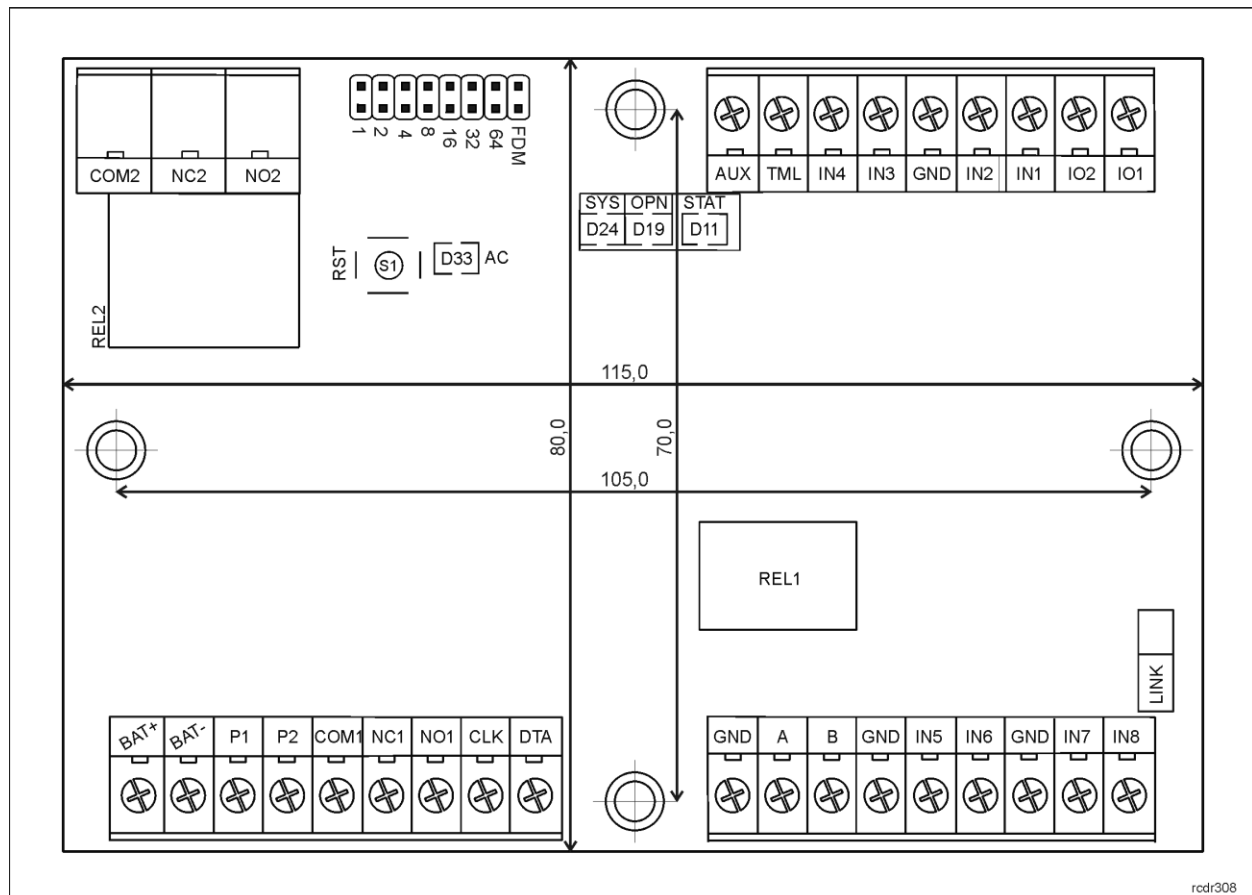 1 2 4 8 16 32 64 FDM
COM2 NC2 NO2
AUX TML IN4 IN3 GND IN2 IN1 IO2 IO1
SYS OPN STAT
D24 D19 D11
RST S1 D33 AC
REL2
115,0
80,0
70,0
105,0
REL1
LINK
BAT+ BAT- P1 P2 COM1 NC1 NO1 CLK DTA
GND A B GND IN5 IN6 GND IN7 IN8
rcdr308